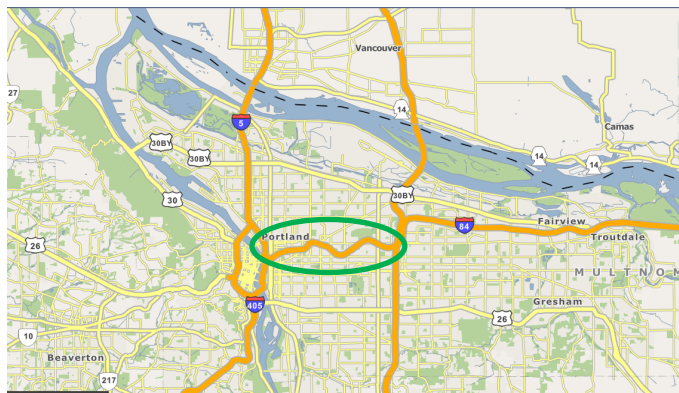 Vancouver
27
14
5
Camas
30BY
14
14
30BY
30
30BY
Portland
84
Fairview
26
Troutdale
MULTNOM
405
Gresham
26
10
Beaverton
217